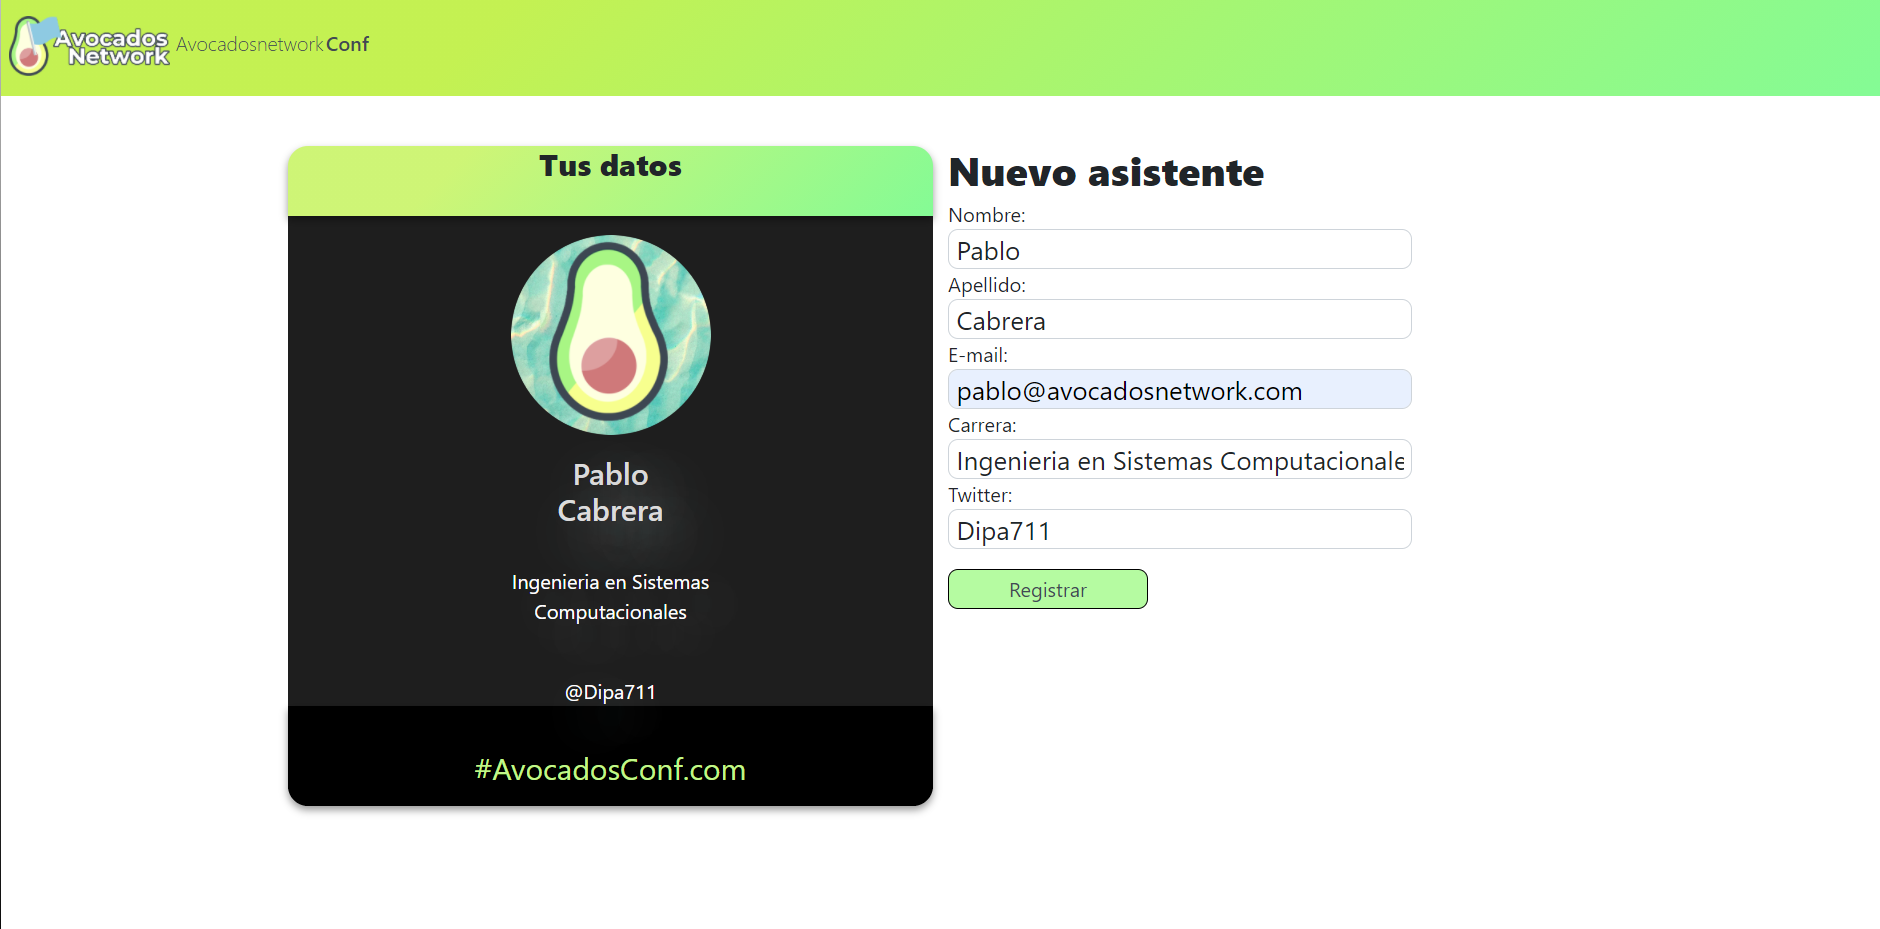 Avocados
Network
AvocadosnetworkConf
Tus datos
Pablo
Cabrera
Ingenieria en Sistemas
Computacionales
@Dipa711
#AvocadosConf.com
Nuevo asistente
Nombre:
Pablo
Apellido:
Cabrera
E-mail:
pablo@avocadosnetwork.com
Carrera:
Ingenieria en Sistemas Computacionale
Twitter:
Dipa711
Registrar